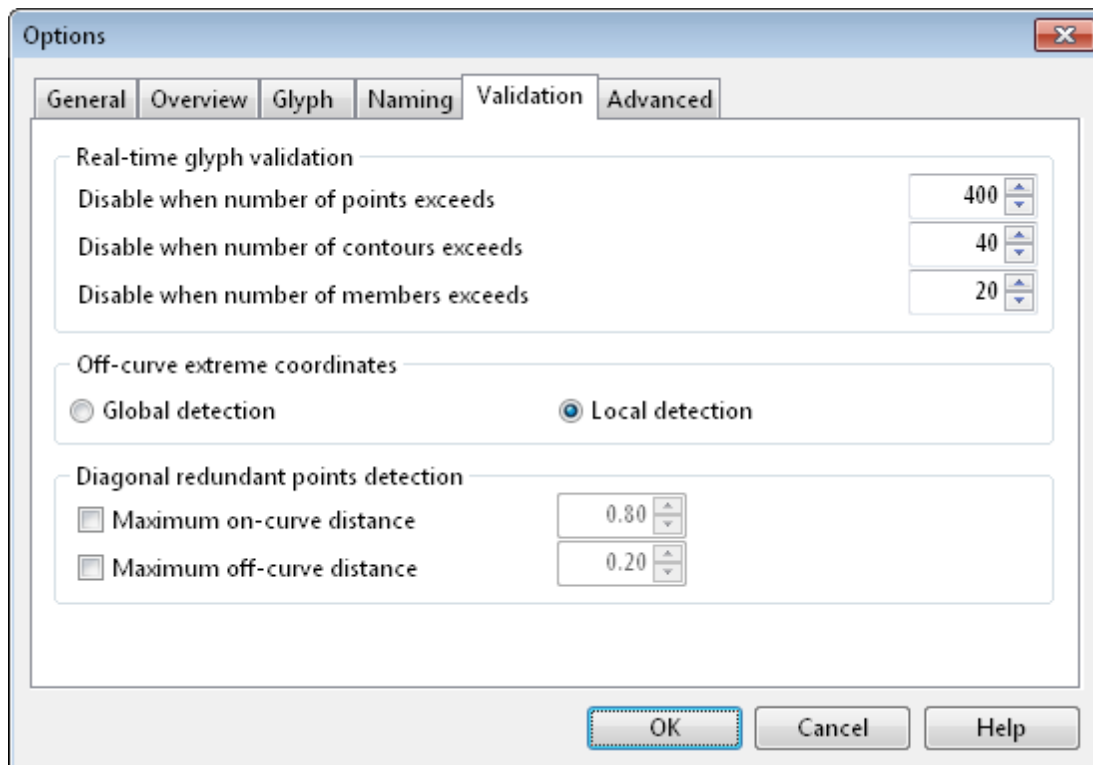 Options
General Overview Glyph Naming Validation Advanced
Real-time glyph validation
Disable when number of points exceeds 400
Disable when number of contours exceeds 40
Disable when number of members exceeds 20
Off-curve extreme coordinates
Global detection Local detection
Diagonal redundant points detection
Maximum on-curve distance 0.80
Maximum off-curve distance 0.20
OK Cancel Help